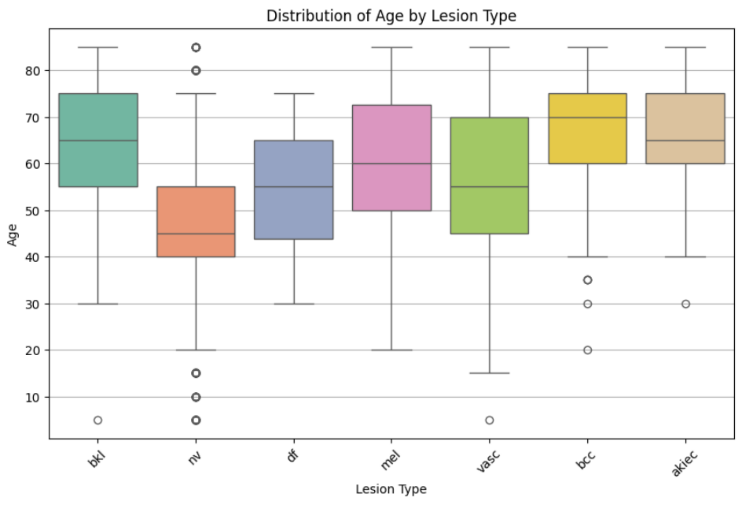 Distribution of Age by Lesion Type
Age
80
70
60
50
40
30
20
10
bkl
nv
df
mel
vasc
bcc
akiec
Lesion Type